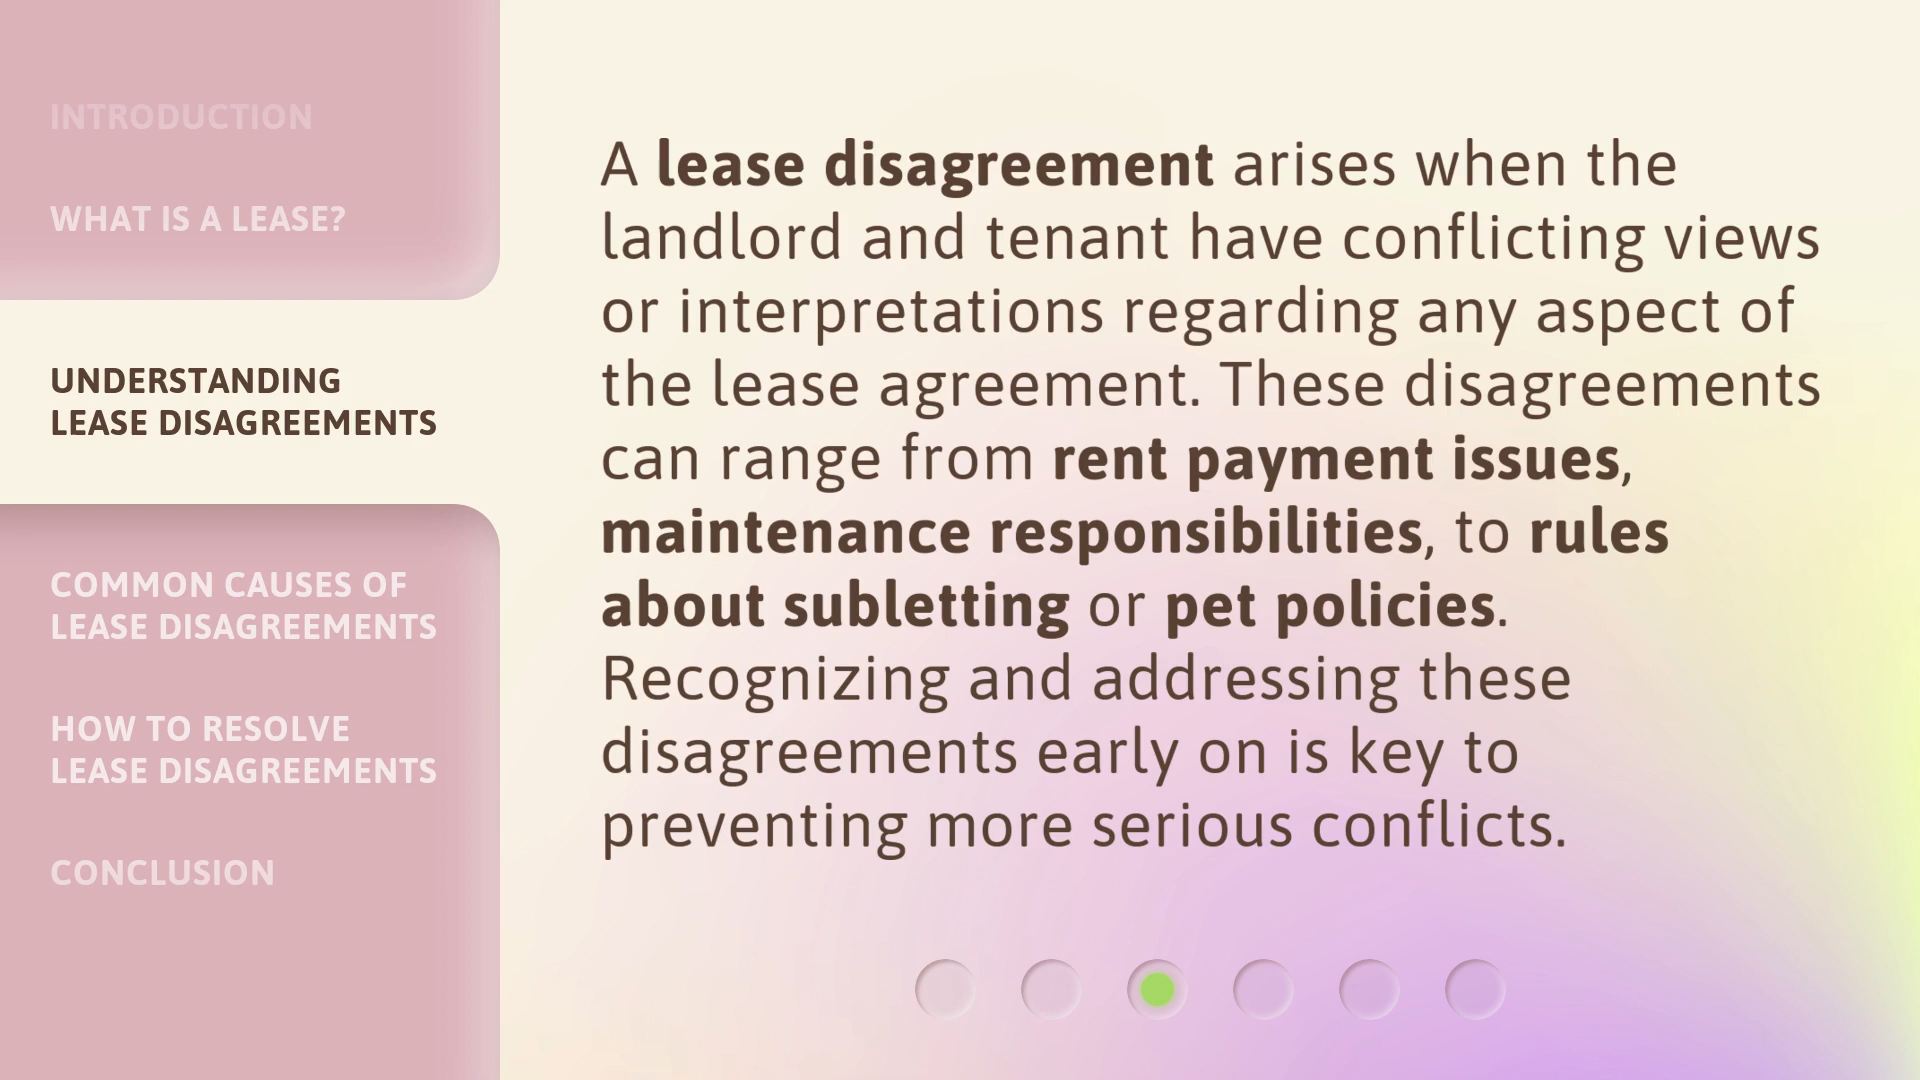 INTRODUCTION
WHAT IS A LEASE?
UNDERSTANDING
LEASE DISAGREEMENTS
COMMON CAUSES OF
LEASE DISAGREEMENTS
HOW TO RESOLVE
LEASE DISAGREEMENTS
CONCLUSION
A lease disagreement arises when the
landlord and tenant have conflicting views
or interpretations regarding any aspect of
the lease agreement. These disagreements
can range from rent payment issues,
maintenance responsibilities, to rules
about subletting or pet policies.
Recognizing and addressing these
disagreements early on is key to
preventing more serious conflicts.